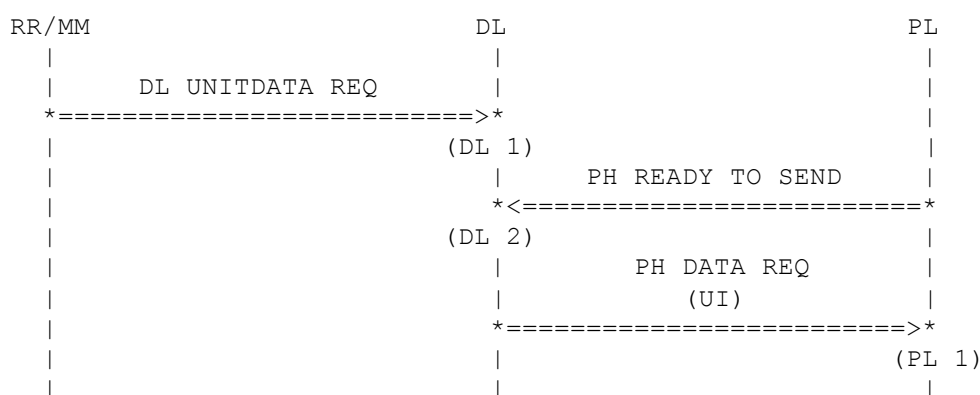 RR/MM DL PL
| | |
| DL UNITDATA REQ | |
*==========================>* |
| (DL 1) |
| | PH READY TO SEND |
| *<=========================*
| (DL 2) |
| | PH DATA REQ |
| | (UI) |
| *=========================>*
| | (PL 1)
| | |